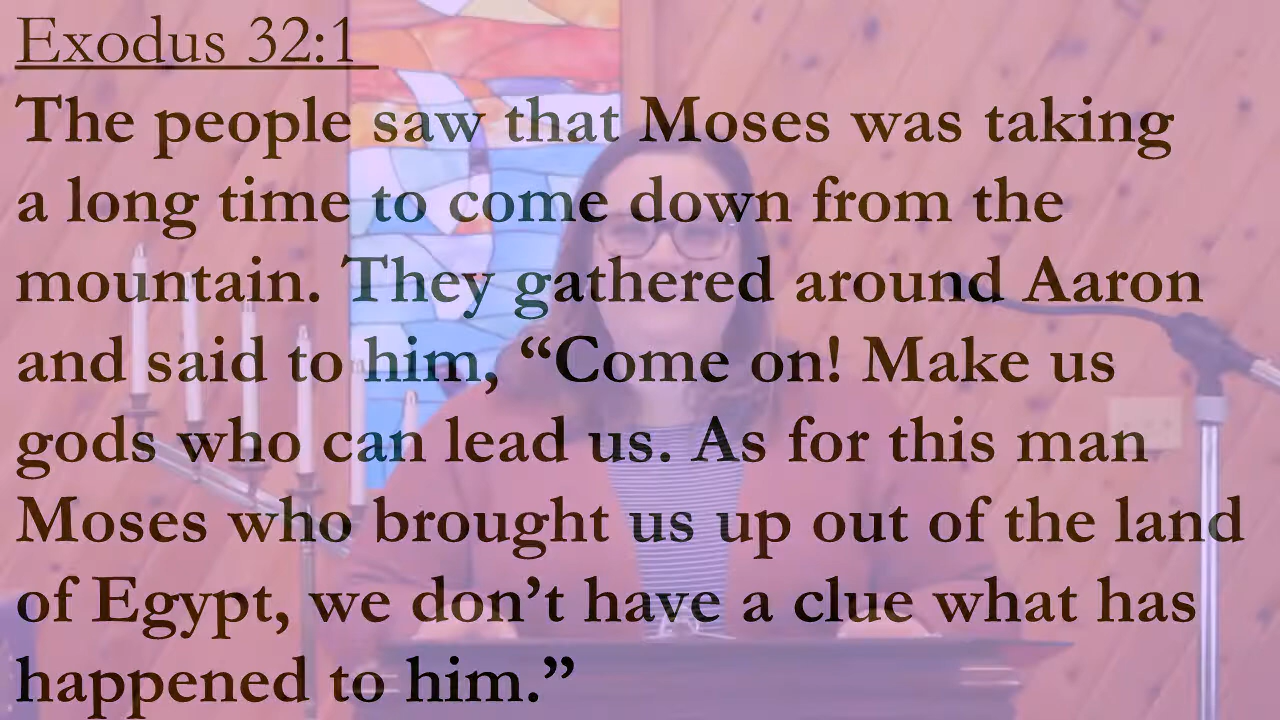 Exodus 32:1
The people saw that Moses was taking
a long time to come down from the
mountain. They gathered around Aaron
and said to him, “Come on! Make us
gods who can lead us. As for this man
Moses who brought us up out of the land
of Egypt, we don’t have a clue what has
happened to him.”